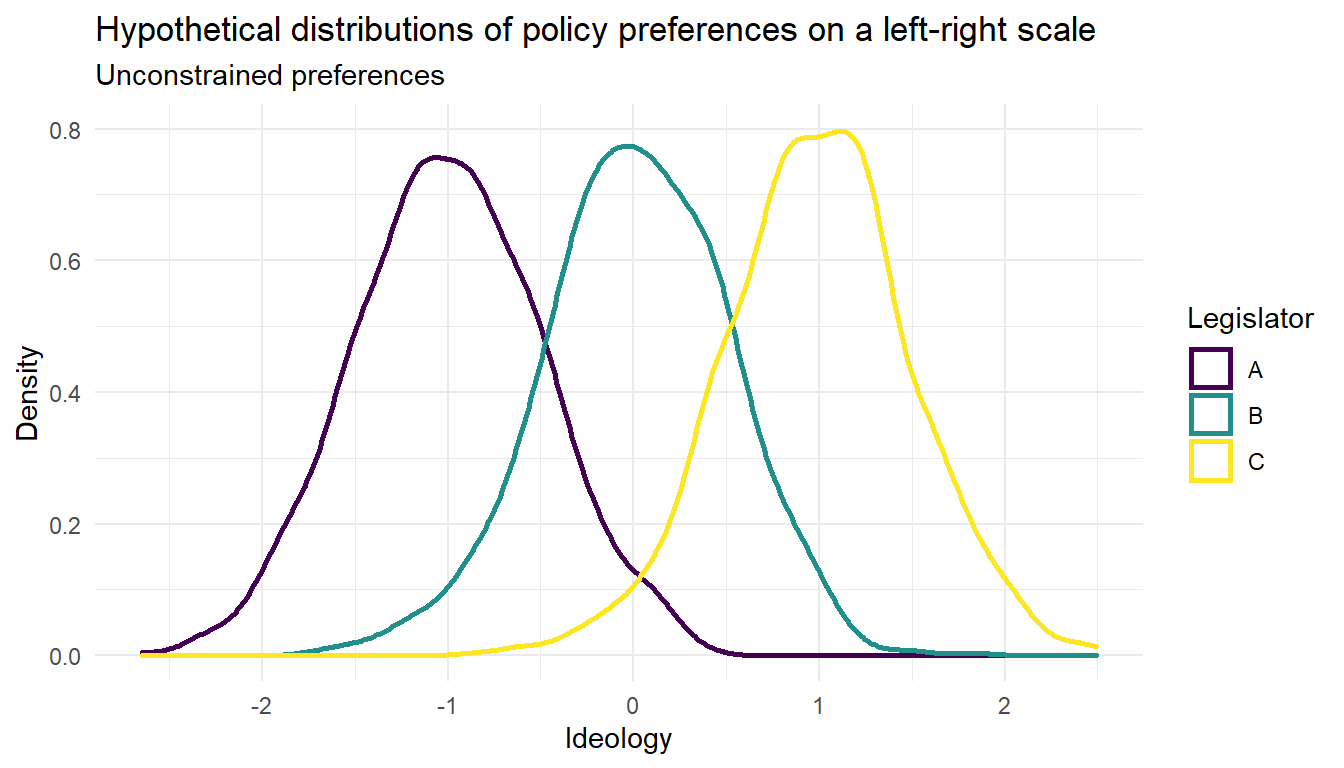 Hypothetical distributions of policy preferences on a left-right scale
Unconstrained preferences
0.8
0.6
0.4
0.2
0.0
Density
-2
-1
0
1
2
Ideology
Legislator
A
B
C